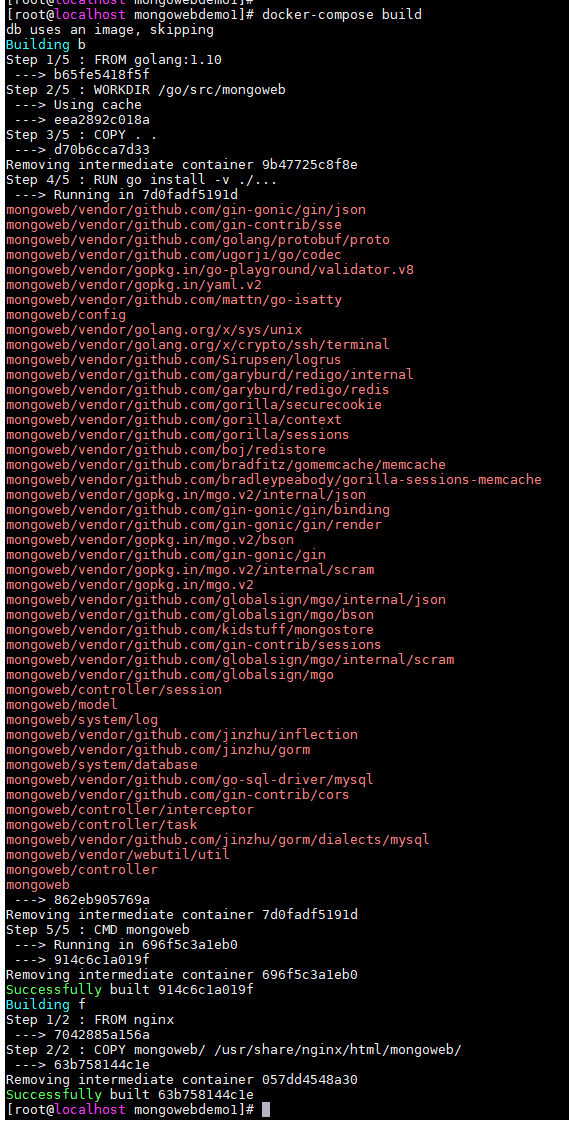 [root@localhost mongowebdemo1]#
[root@localhost mongowebdemo1]# docker-compose build
db uses an image, skipping
Building b
Step 1/5 : FROM golang:1.10
---> b65fe5418f5f
Step 2/5 : WORKDIR /go/src/mongoweb
---> Using cache
---> eea2892c018a
Step 3/5 : COPY . .
---> d70b6cca7d33
Removing intermediate container 9b47725c8f8e
Step 4/5 : RUN go install -v ./...
---> Running in 7d0fadf5191d
mongoweb/vendor/github.com/gin-gonic/gin/json
mongoweb/vendor/github.com/gin-contrib/sse
mongoweb/vendor/github.com/golang/protobuf/proto
mongoweb/vendor/github.com/ugorji/go/codec
mongoweb/vendor/gopkg.in/go-playground/validator.v8
mongoweb/vendor/gopkg.in/yaml.v2
mongoweb/vendor/github.com/mattn/go-isatty
mongoweb/config
mongoweb/vendor/golang.org/x/sys/unix
mongoweb/vendor/golang.org/x/crypto/ssh/terminal
mongoweb/vendor/github.com/Sirupsen/logrus
mongoweb/vendor/github.com/garyburd/redigo/internal
mongoweb/vendor/github.com/garyburd/redigo/redis
mongoweb/vendor/github.com/gorilla/securecookie
mongoweb/vendor/github.com/gorilla/context
mongoweb/vendor/github.com/gorilla/sessions
mongoweb/vendor/github.com/boj/redistore
mongoweb/vendor/github.com/bradfitz/gomemcache/memcache
mongoweb/vendor/github.com/bradleypeabody/gorilla-sessions-memcache
mongoweb/vendor/gopkg.in/mgo.v2/internal/json
mongoweb/vendor/github.com/gin-gonic/gin/binding
mongoweb/vendor/github.com/gin-gonic/gin/render
mongoweb/vendor/gopkg.in/mgo.v2/bson
mongoweb/vendor/github.com/gin-gonic/gin
mongoweb/vendor/gopkg.in/mgo.v2/internal/scram
mongoweb/vendor/gopkg.in/mgo.v2
mongoweb/vendor/github.com/globalsign/mgo/internal/json
mongoweb/vendor/github.com/globalsign/mgo/bson
mongoweb/vendor/github.com/kidstuff/mongostore
mongoweb/vendor/github.com/gin-contrib/sessions
mongoweb/vendor/github.com/globalsign/mgo/internal/scram
mongoweb/vendor/github.com/globalsign/mgo
mongoweb/controller/session
mongoweb/model
mongoweb/system/log
mongoweb/vendor/github.com/jinzhu/inflection
mongoweb/vendor/github.com/jinzhu/gorm
mongoweb/system/database
mongoweb/vendor/github.com/go-sql-driver/mysql
mongoweb/vendor/github.com/gin-contrib/cors
mongoweb/controller/interceptor
mongoweb/controller/task
mongoweb/vendor/github.com/jinzhu/gorm/dialects/mysql
mongoweb/vendor/webutil/util
mongoweb/controller
mongoweb
---> 862eb905769a
Removing intermediate container 7d0fadf5191d
Step 5/5 : CMD mongoweb
---> Running in 696f5c3a1eb0
---> 914c6c1a019f
Removing intermediate container 696f5c3a1eb0
Successfully built 914c6c1a019f
Building f
Step 1/2 : FROM nginx
---> 7042885a156a
Step 2/2 : COPY mongoweb/ /usr/share/nginx/html/mongoweb/
---> 63b758144c1e
Removing intermediate container 057dd4548a30
Successfully built 63b758144c1e
[root@localhost mongowebdemo1]#